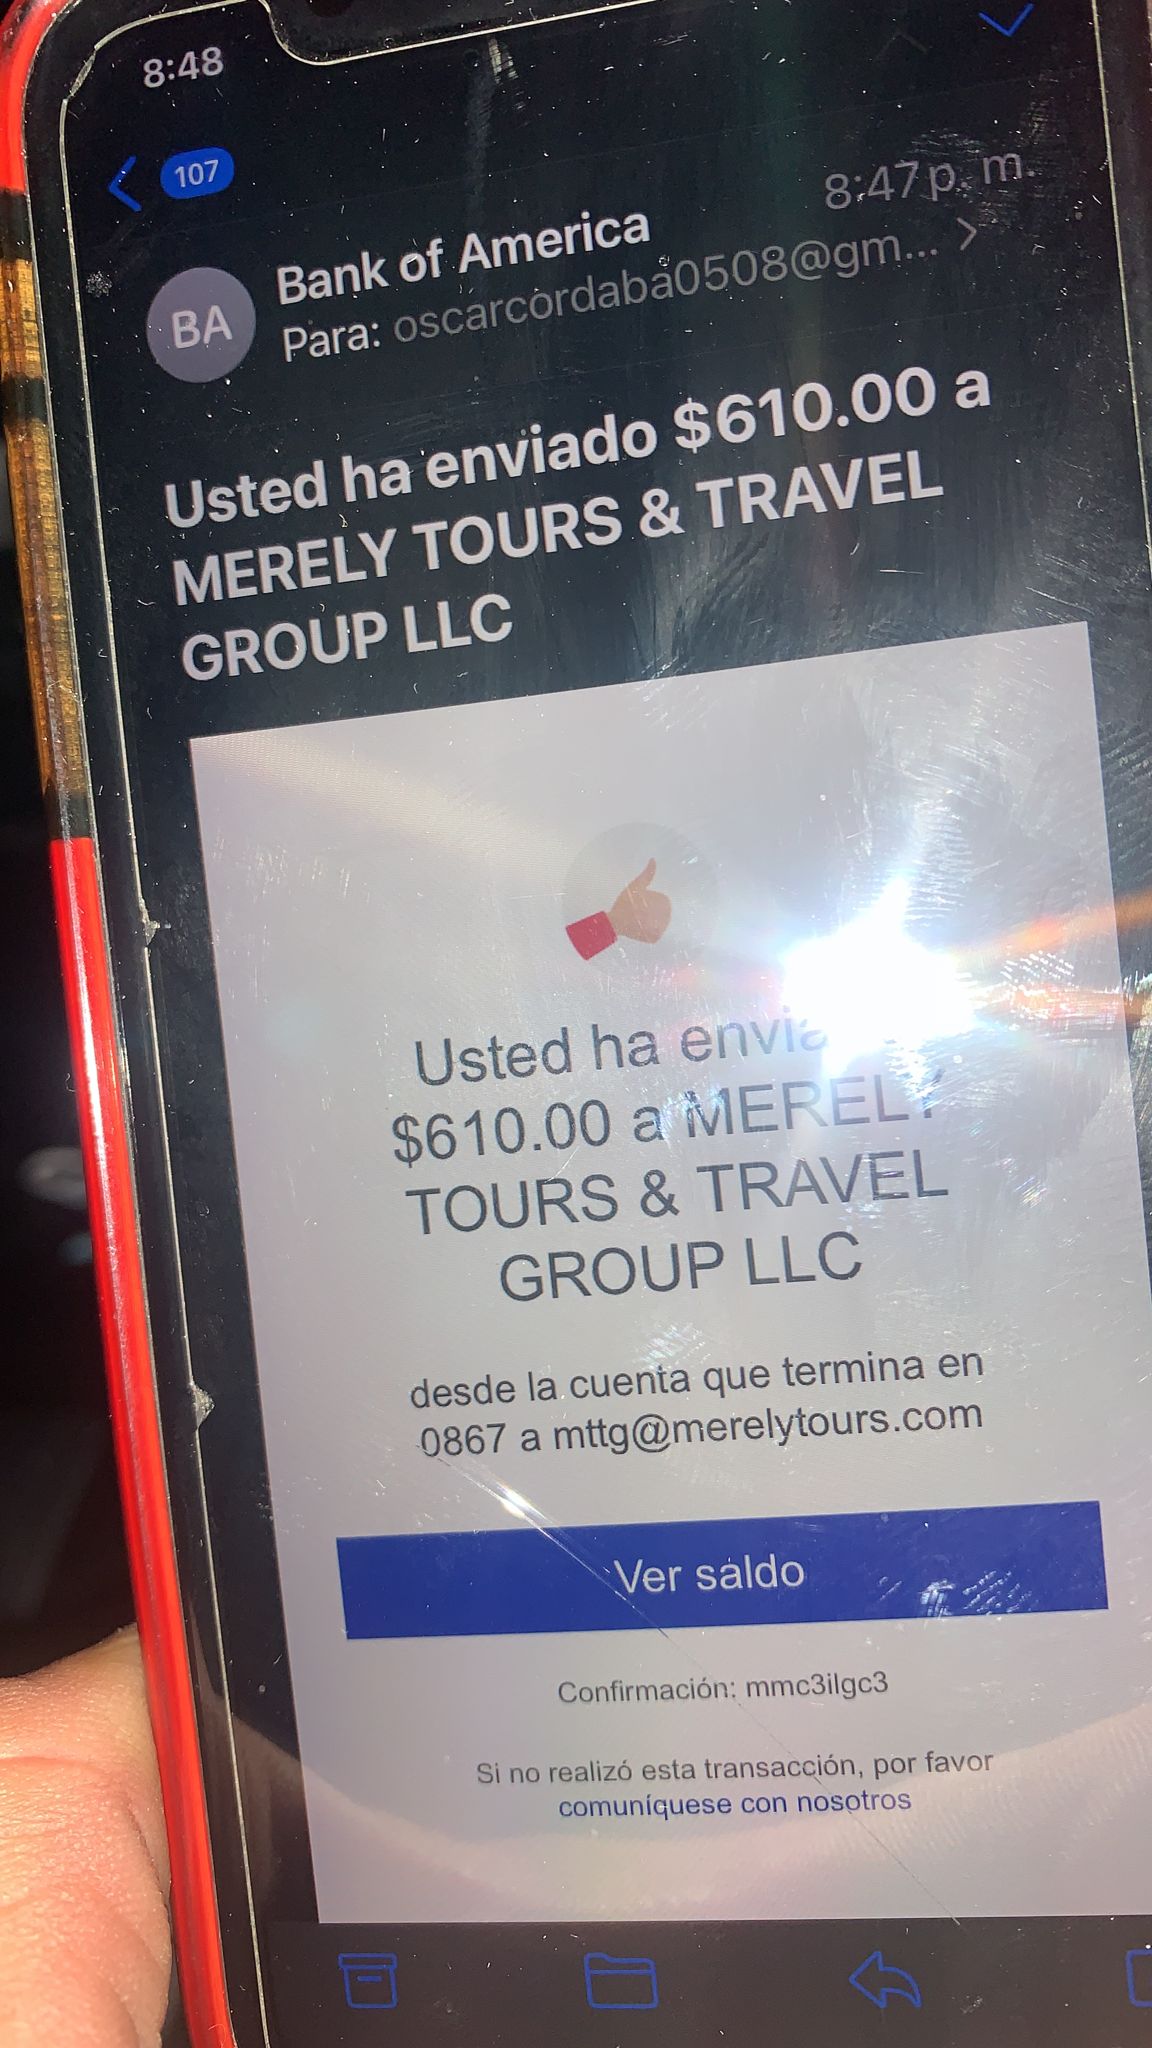 8:48
107
8:47 p. m.
Bank of America
BA
Para: oscarcordaba0508@gm...
Usted ha enviado $610.00 a
MERELY TOURS & TRAVEL
GROUP LLC
Usted ha envia
$610.00 a MERELY
TOURS & TRAVEL
GROUP LLC
desde la cuenta que termina en
0867 a mttg@merelytours.com
Ver saldo
Confirmación: mmc3ilgc3
Si no realizó esta transacción, por favor
comuníquese con nosotros